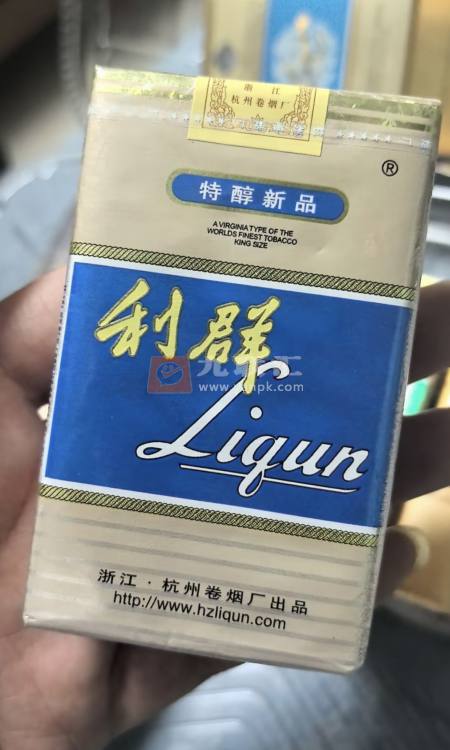 浙江
杭州卷烟厂
®
特醇新品
A VIRGINIA TYPE OF THE
WORLDS FINEST TOBACCO
KING SIZE
利群
Liqun
浙江·杭州卷烟厂出品
http://www.hzliqun.com